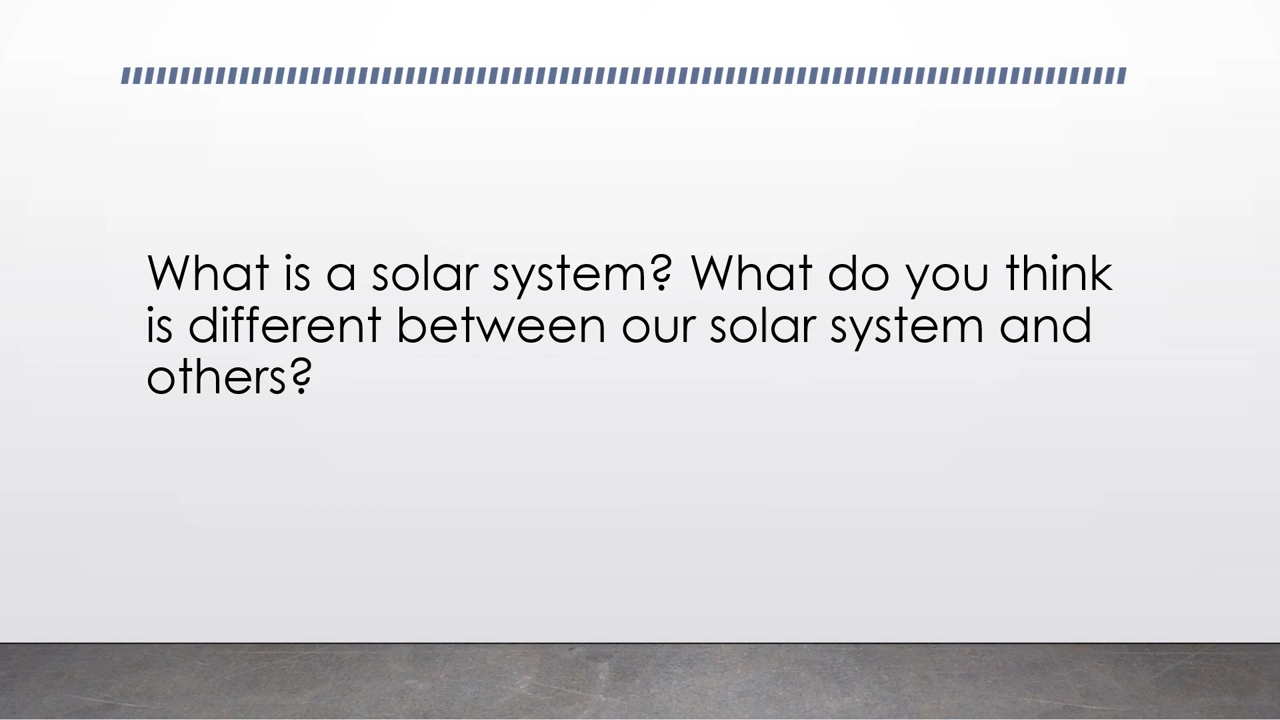 What is a solar system? What do you think
is different between our solar system and
others?